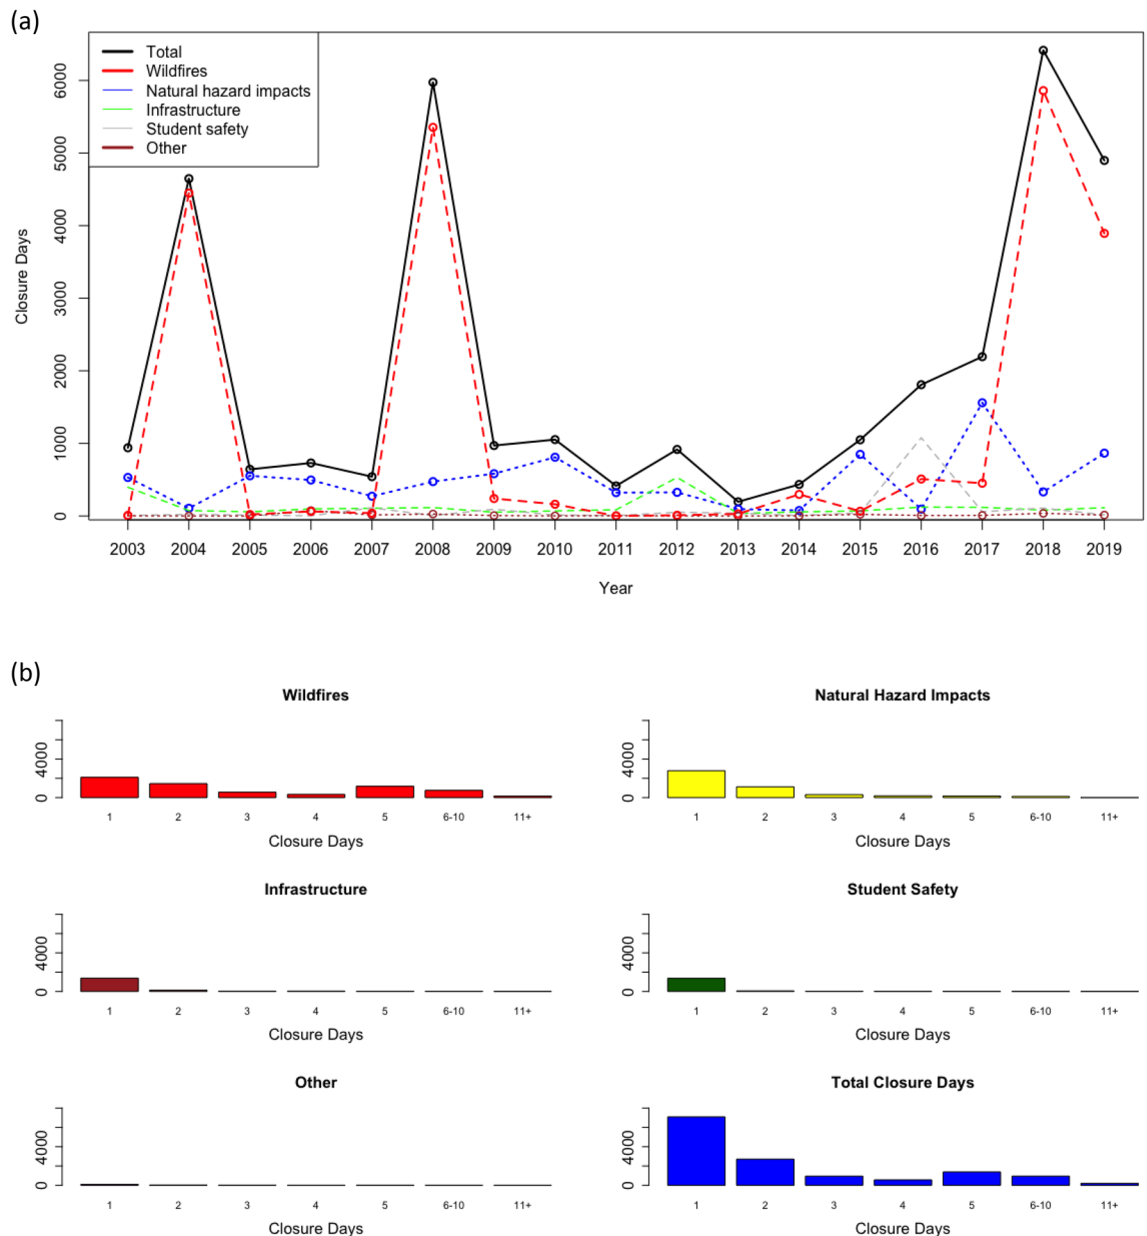 (a)
Total
Wildfires
Natural hazard impacts
Infrastructure
Student safety
Other
Closure Days
0 1000 2000 3000 4000 5000 6000
2003 2004 2005 2006 2007 2008 2009 2010 2011 2012 2013 2014 2015 2016 2017 2018 2019
Year
(b)
Wildfires
0 4000
1 2 3 4 5 6-10 11+
Closure Days
Natural Hazard Impacts
0 4000
1 2 3 4 5 6-10 11+
Closure Days
Infrastructure
0 4000
1 2 3 4 5 6-10 11+
Closure Days
Student Safety
0 4000
1 2 3 4 5 6-10 11+
Closure Days
Other
0 4000
1 2 3 4 5 6-10 11+
Closure Days
Total Closure Days
0 4000
1 2 3 4 5 6-10 11+
Closure Days